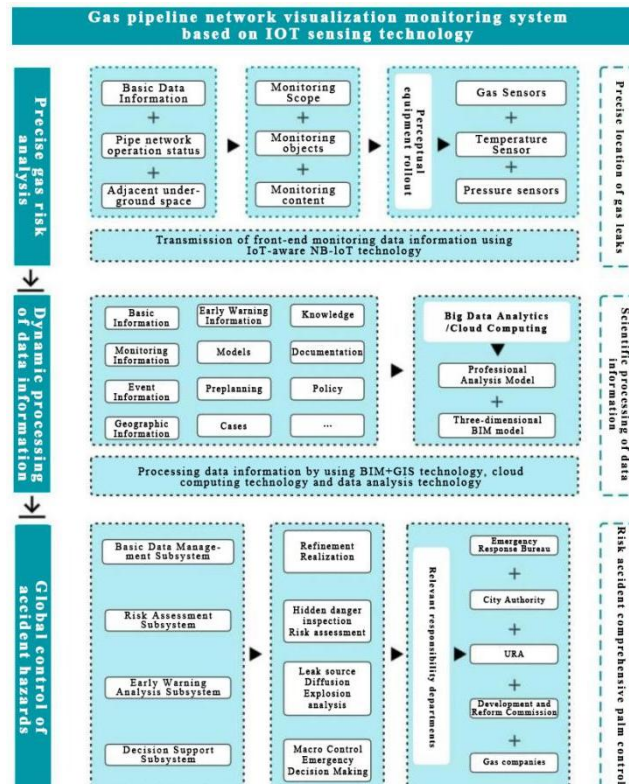 Gas pipeline network visualization monitoring system
based on IOT sensing technology
Precise gas risk
analysis
Basic Data
Information
+
Pipe network
operation status
+
Adjacent under-
ground space
Monitoring
Scope
+
Monitoring
objects
+
Monitoring
content
Perceptual
equipment rollout
Gas Sensors
+
Temperature
Sensor
+
Pressure sensors
Precise location of gas leaks
Transmission of front-end monitoring data information using
IoT-aware NB-IoT technology
Dynamic processing
of data information
Basic
Information
Early Warning
Information
Knowledge
Monitoring
Information
Models
Documentation
Event
Information
Preplanning
Policy
Geographic
Information
Cases
...
Big Data Analytics
/Cloud Computing
Professional
Analysis Model
+
Three-dimensional
BIM model
Scientific processing of data
information
Processing data information by using BIM+GIS technology, cloud
computing technology and data analysis technology
Global control of
accident hazards
Basic Data Manage-
ment Subsystem
Risk Assessment
Subsystem
Early Warning
Analysis Subsystem
Decision Support
Subsystem
Refinement
Realization
Hidden danger
inspection
Risk assessment
Leak source
Diffusion
Explosion
analysis
Macro Control
Emergency
Decision Making
Relevant responsibility
departments
Emergency
Response Bureau
+
City Authority
+
URA
+
Development and
Reform Commission
+
Gas companies
Risk accident comprehensive palm control